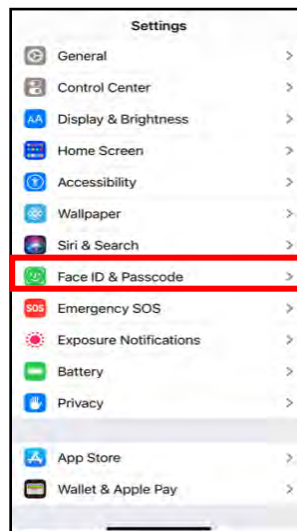 Settings
General
Control Center
AA Display & Brightness
Home Screen
Accessibility
Wallpaper
Siri & Search
Face ID & Passcode
SOS Emergency SOS
Exposure Notifications
Battery
Privacy
App Store
Wallet & Apple Pay